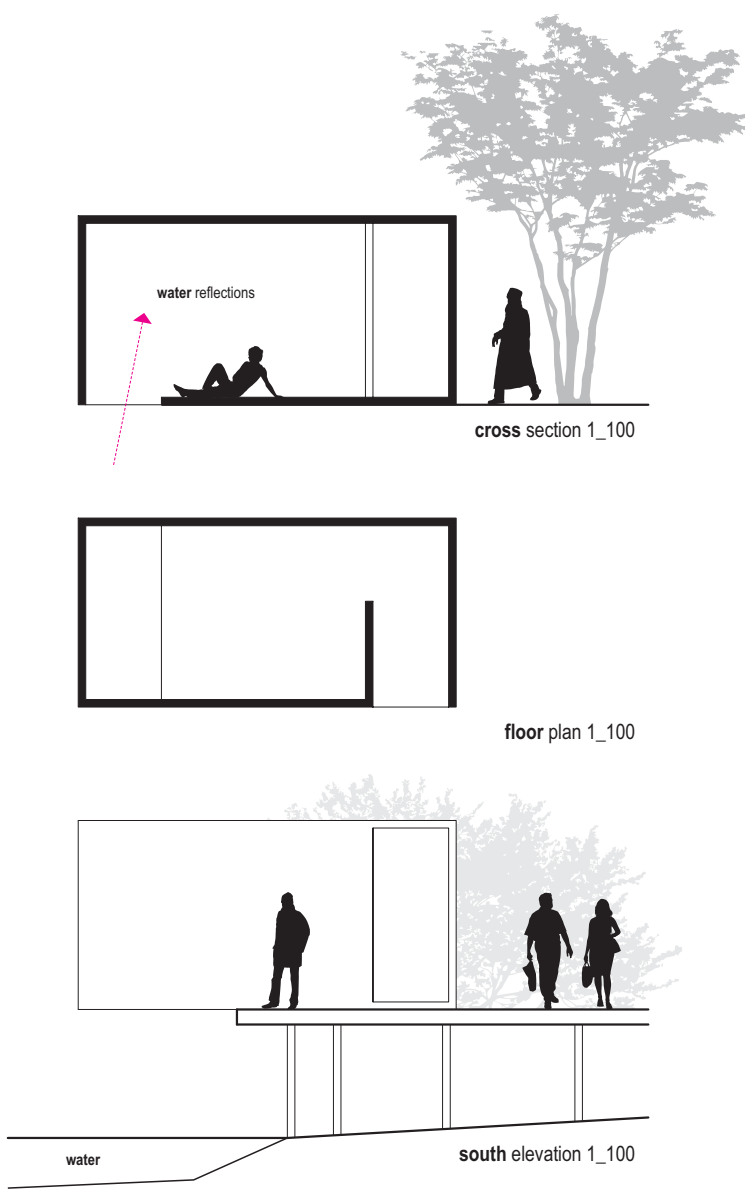 water reflections
cross section 1_100
floor plan 1_100
water
south elevation 1_100